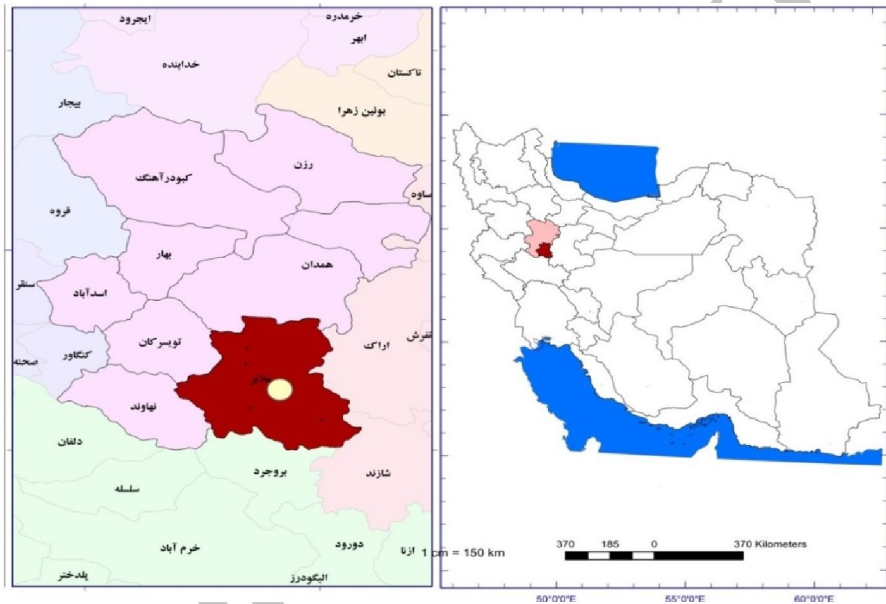 ایجرود
خرمدره
ابهر
خدابنده
تاکستان
بیجار
بوئین زهرا
رزن
کبودرآهنگ
ساوه
قروه
بهار
همدان
سنقر
اسدآباد
تفرش
اراک
تویسرکان
کنگاور
صحنه
ملایر
نهاوند
دلفان
بروجرد
شازند
سلسله
خرم آباد
دورود
ازنا
پلدختر
الیگودرز
1 cm = 150 km
370 185 0 370 Kilometers
50°0'0"E 55°0'0"E 60°0'0"E